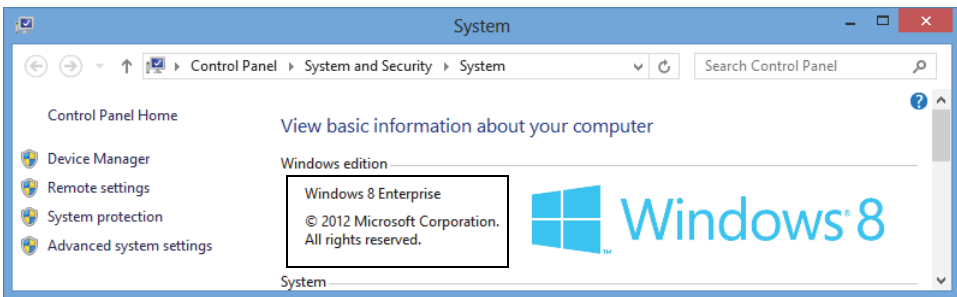 System
Control Panel System and Security System
Search Control Panel
Control Panel Home
Device Manager
Remote settings
System protection
Advanced system settings
View basic information about your computer
Windows edition
Windows 8 Enterprise
© 2012 Microsoft Corporation.
All rights reserved.
Windows 8
System